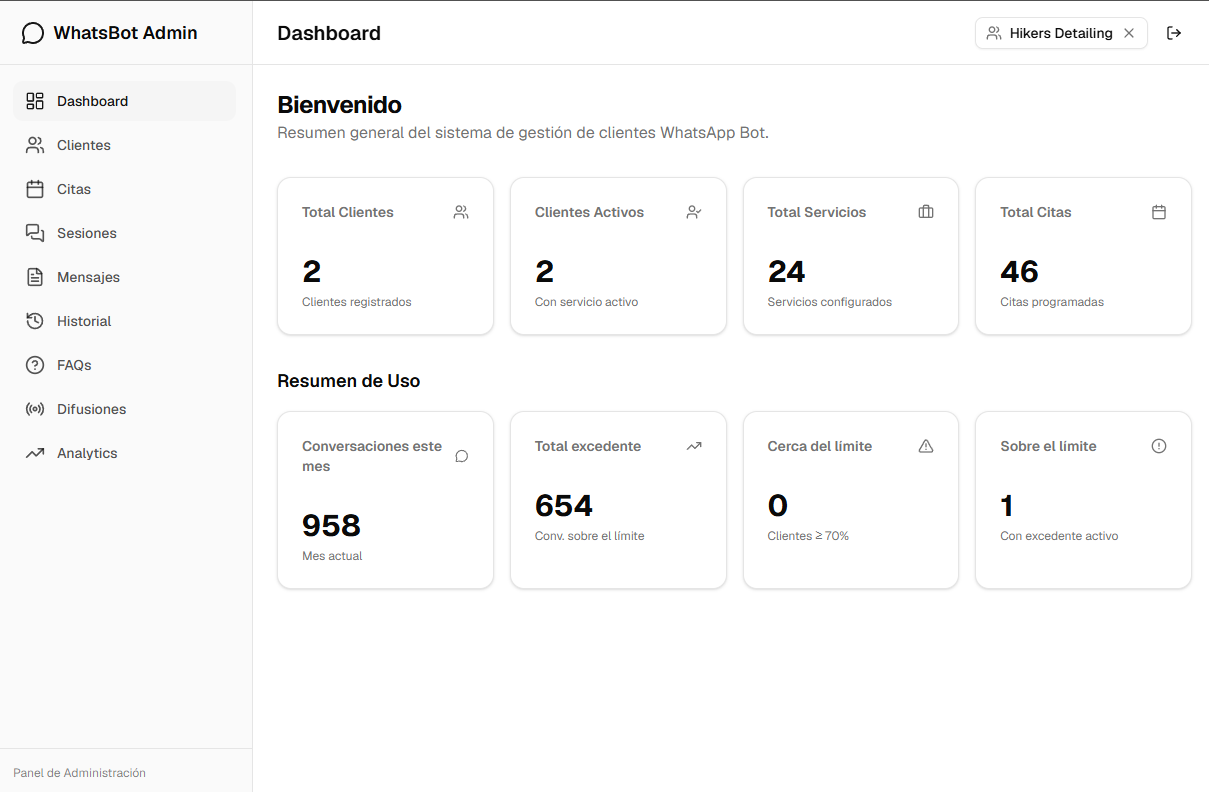 WhatsBot Admin
Dashboard
Hikers Detailing
Dashboard
Clientes
Citas
Sesiones
Mensajes
Historial
FAQs
Difusiones
Analytics
Panel de Administración
Bienvenido
Resumen general del sistema de gestión de clientes WhatsApp Bot.
Total Clientes
2
Clientes registrados
Clientes Activos
2
Con servicio activo
Total Servicios
24
Servicios configurados
Total Citas
46
Citas programadas
Resumen de Uso
Conversaciones este
mes
958
Mes actual
Total excedente
654
Conv. sobre el límite
Cerca del límite
0
Clientes ≥ 70%
Sobre el límite
1
Con excedente activo